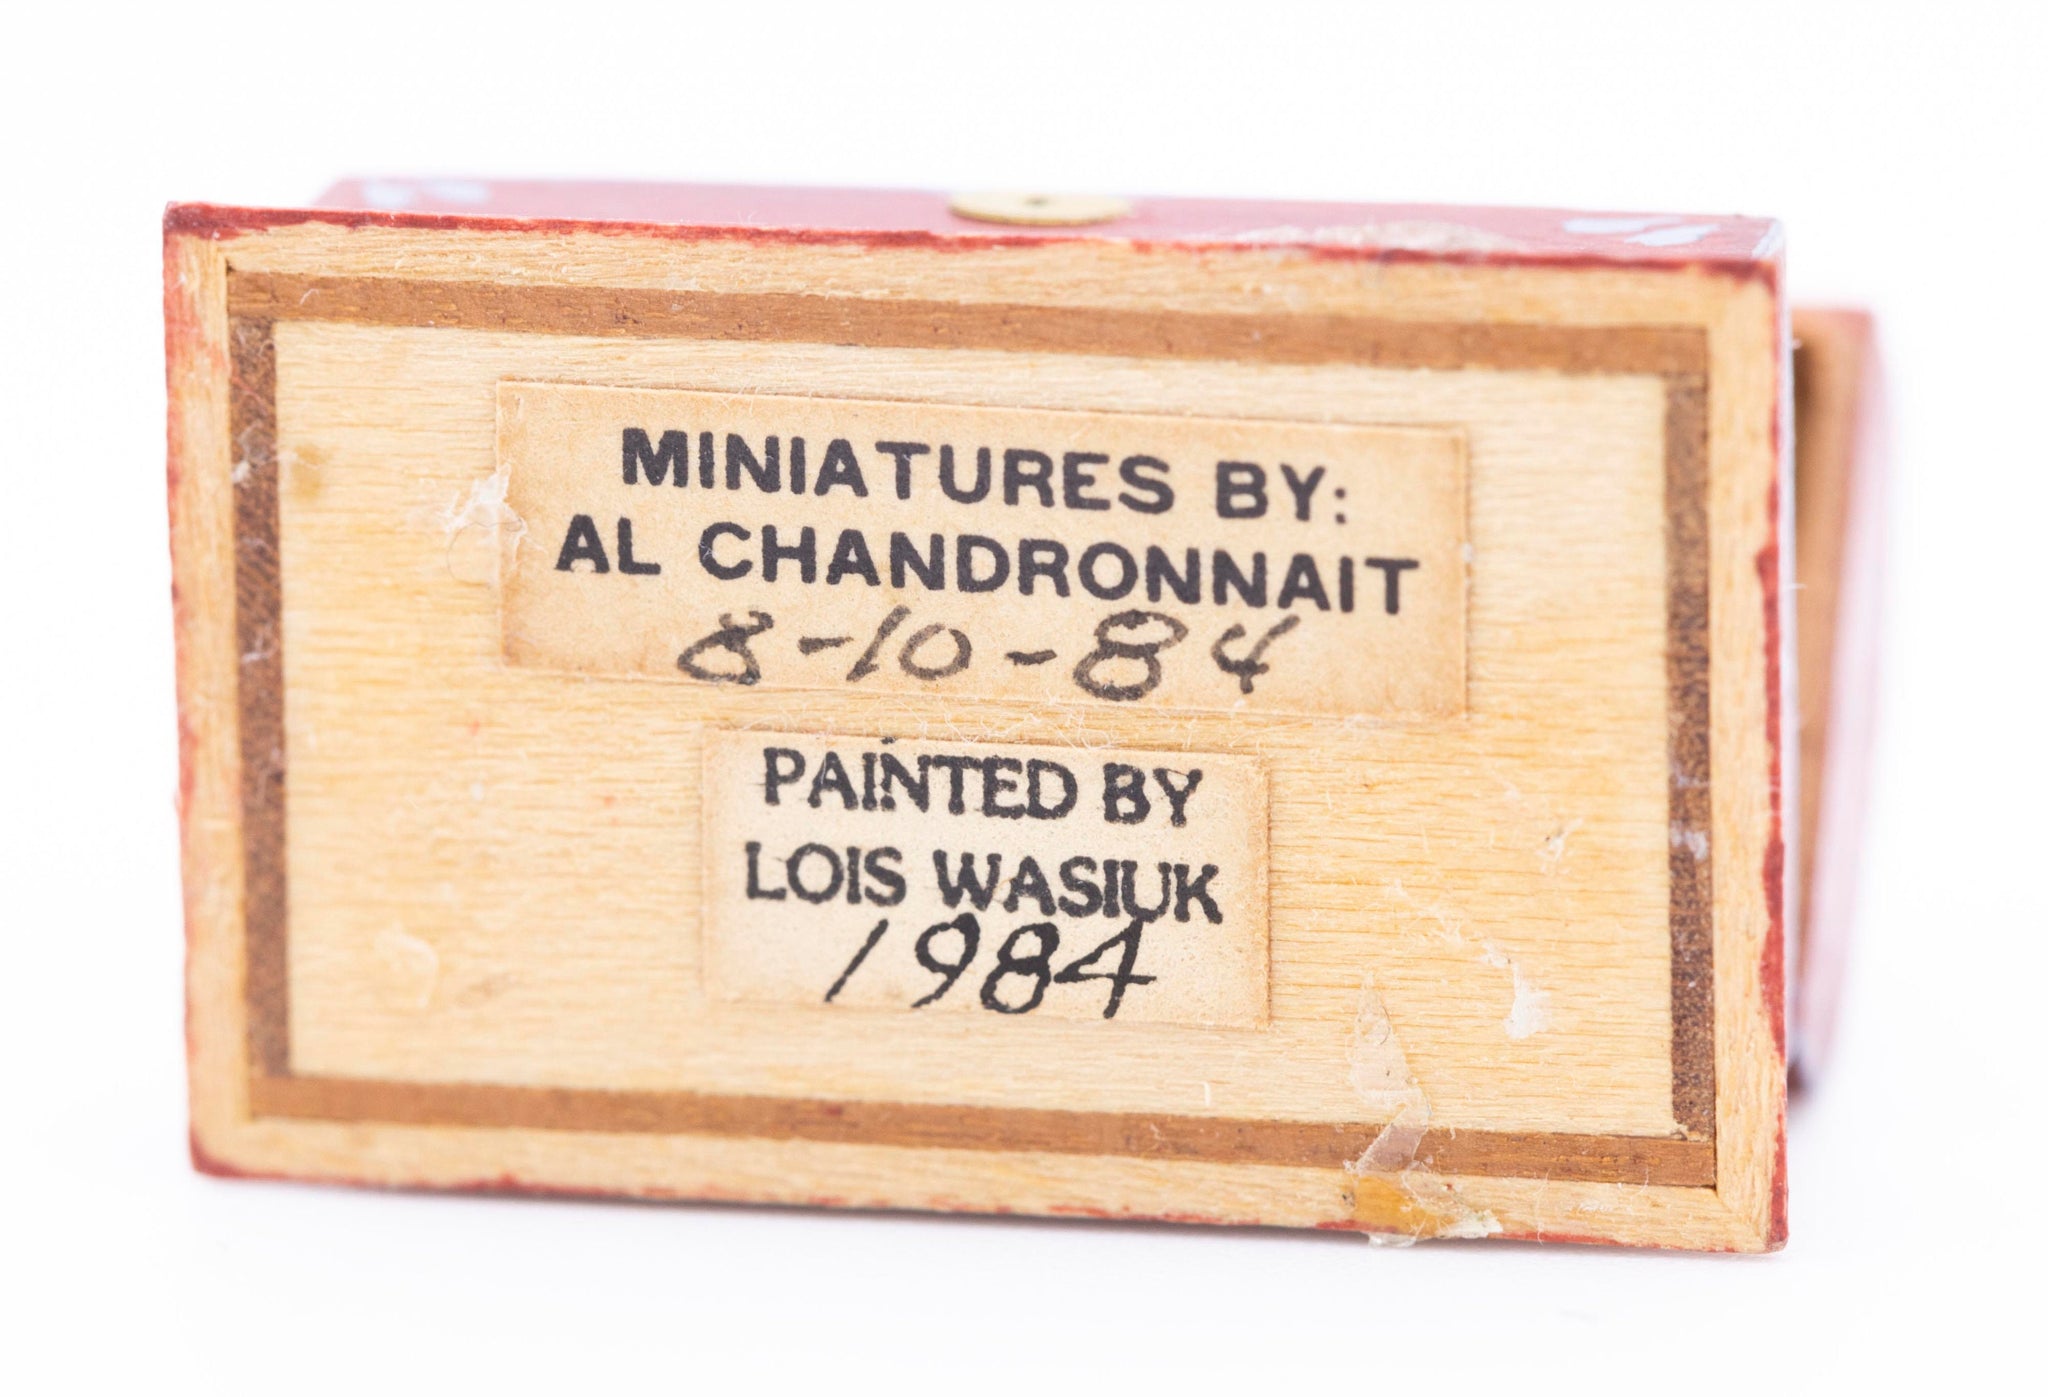 MINIATURES BY:
AL CHANDRONNAIT
8-10-84
PAINTED BY
LOIS WASIUK
1984